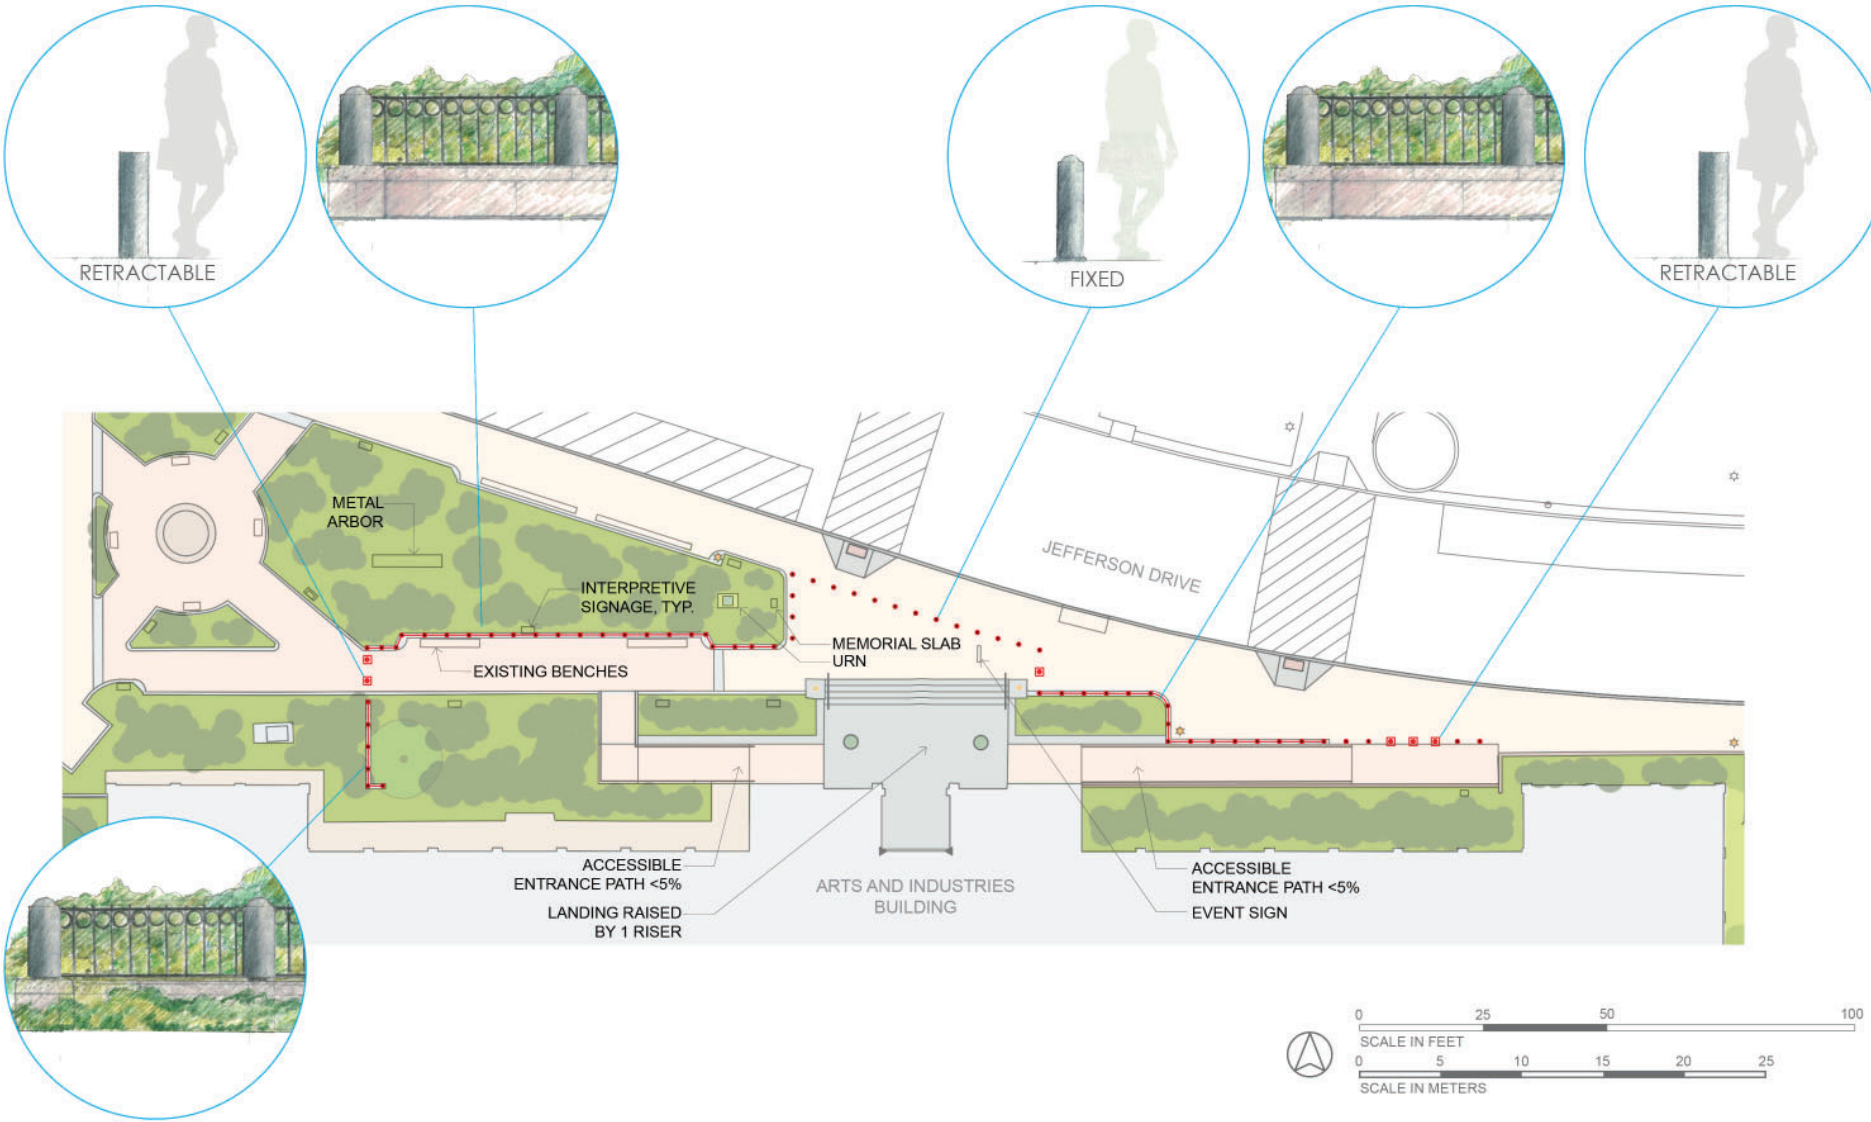 RETRACTABLE
FIXED
RETRACTABLE
METAL
ARBOR
INTERPRETIVE
SIGNAGE, TYP.
JEFFERSON DRIVE
MEMORIAL SLAB
URN
EXISTING BENCHES
ACCESSIBLE
ENTRANCE PATH <5%
LANDING RAISED
BY 1 RISER
ARTS AND INDUSTRIES
BUILDING
ACCESSIBLE
ENTRANCE PATH <5%
EVENT SIGN
0 25 50 100
SCALE IN FEET
0 5 10 15 20 25
SCALE IN METERS